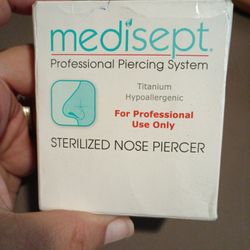 medisept.
Professional Piercing System
Titanium
Hypoallergenic
For Professional
Use Only
STERILIZED NOSE PIERCER